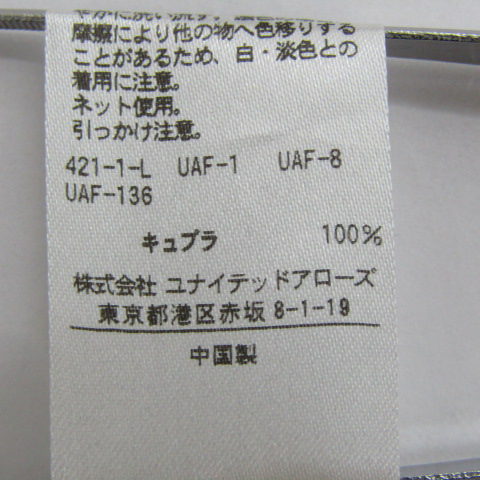 摩擦により他の物へ色移りする
ことがあるため、白・淡色との
着用に注意。
ネット使用。
引っかけ注意。
421-1-L UAF-1 UAF-8
UAF-136
キュプラ 100%
株式会社 ユナイテッドアローズ
東京都港区赤坂 8-1-19
中国製